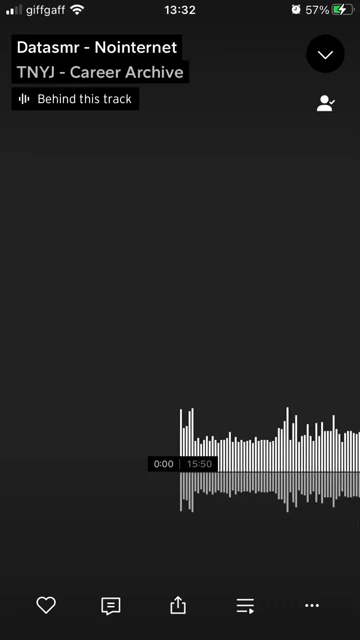 giffgaff 13:32 57%
Datasmr - Nointernet
TNYJ - Career Archive
Behind this track
0:00 | 15:50